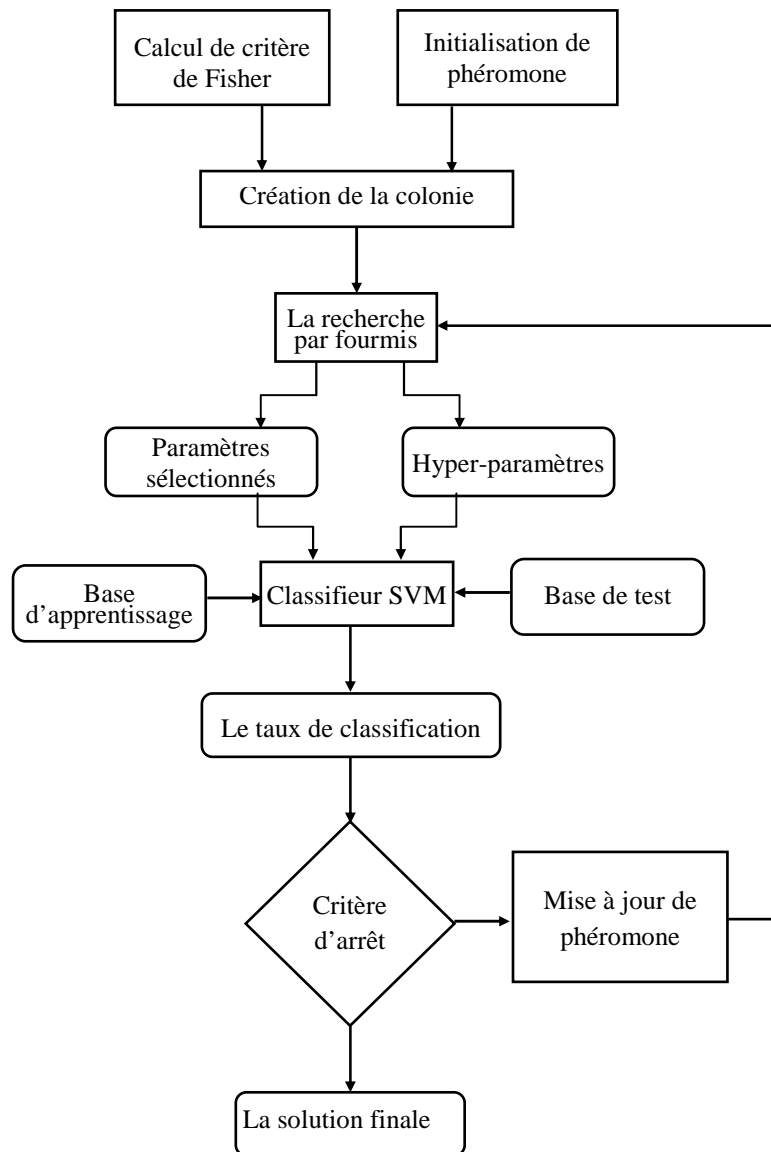 Calcul de critère
de Fisher
Initialisation de
phéromone
Création de la colonie
La recherche
par fourmis
Paramètres
sélectionnés
Hyper-paramètres
Base
d’apprentissage
Classifieur SVM
Base de test
Le taux de classification
Critère
d’arrêt
Mise à jour de
phéromone
La solution finale